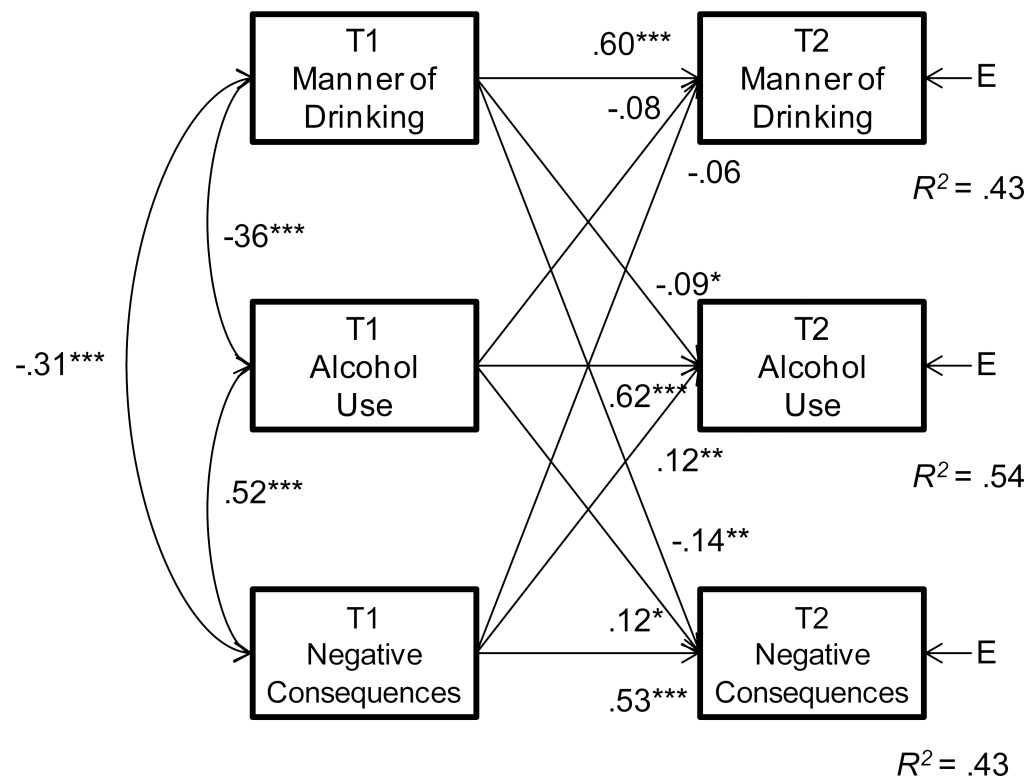 T1
Manner of
Drinking
.60***
-.08
-.06
T2
Manner of
Drinking
E
R² = .43
-36***
-.31***
T1
Alcohol
Use
-.09*
.62***
.12**
T2
Alcohol
Use
E
R² = .54
.52***
-.14**
T1
Negative
Consequences
.12*
.53***
T2
Negative
Consequences
E
R² = .43